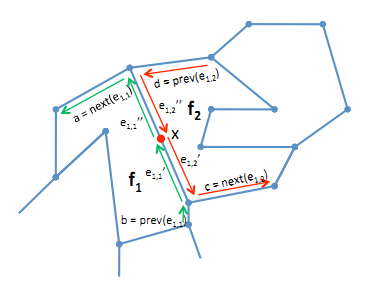 d = prev(e1,2)
a = next(e1,1)
e1,2''
f2
e1,1''
x
e1,2'
f1
e1,1'
c = next(e1,2)
b = prev(e1,1)